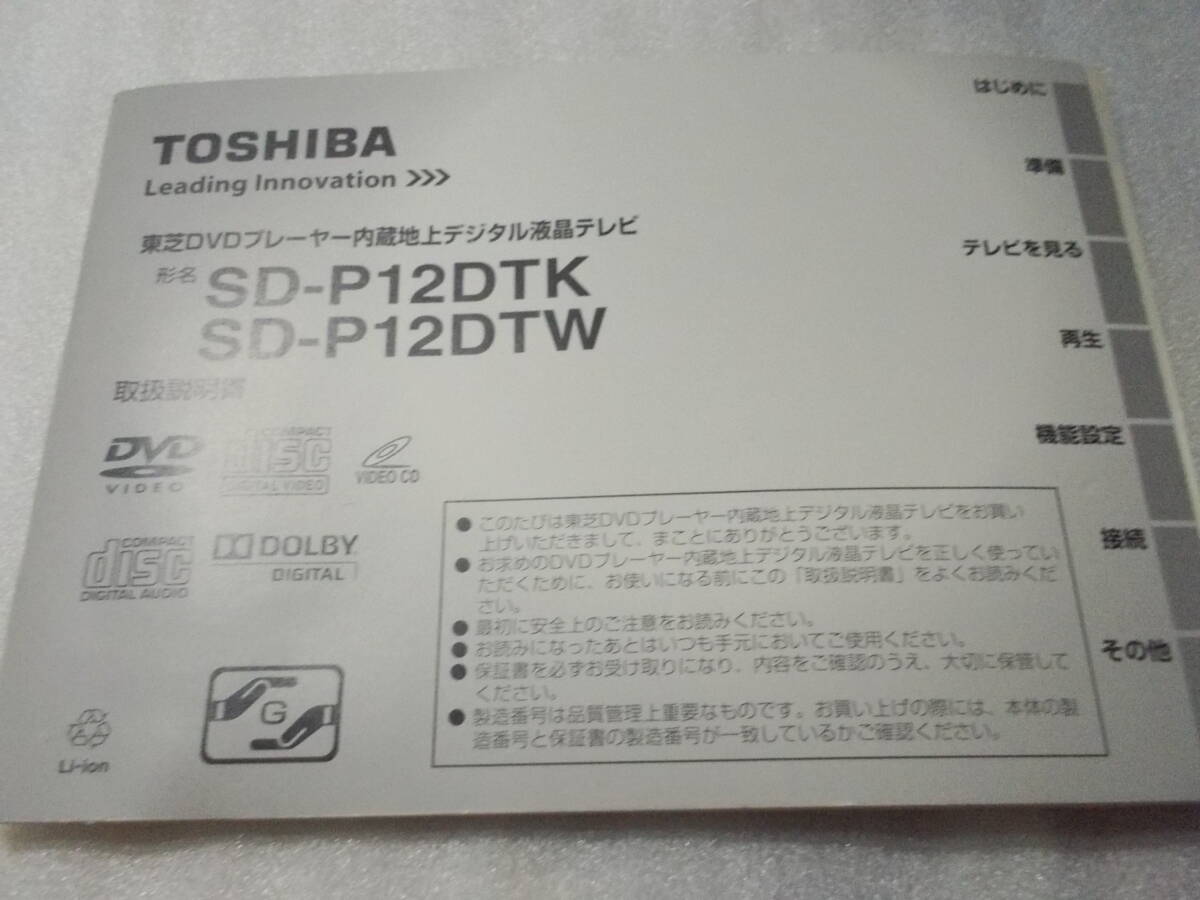 TOSHIBA
Leading Innovation >>>
東芝DVDプレーヤー内蔵地上デジタル液晶テレビ
形名 SD-P12DTK
SD-P12DTW
取扱説明書
DVD
VIDEO
COMPACT
disc
DIGITAL VIDEO
VIDEO CD
COMPACT
disc
DIGITAL AUDIO
DOLBY
DIGITAL
G
Li-ion
● このたびは東芝DVDプレーヤー内蔵地上デジタル液晶テレビをお買い
上げいただきまして、まことにありがとうございます。
● お求めのDVDプレーヤー内蔵地上デジタル液晶テレビを正しく使ってい
ただくために、お使いになる前にこの「取扱説明書」をよくお読みくだ
さい。
● 最初に安全上のご注意をお読みください。
● お読みになったあとはいつも手元においてご使用ください。
● 保証書を必ずお受け取りになり、内容をご確認のうえ、大切に保管して
ください。
● 製造番号は品質管理上重要なものです。お買い上げの際には、本体の製
造番号と保証書の製造番号が一致しているかご確認ください。
はじめに
準備
テレビを見る
再生
機能設定
接続
その他